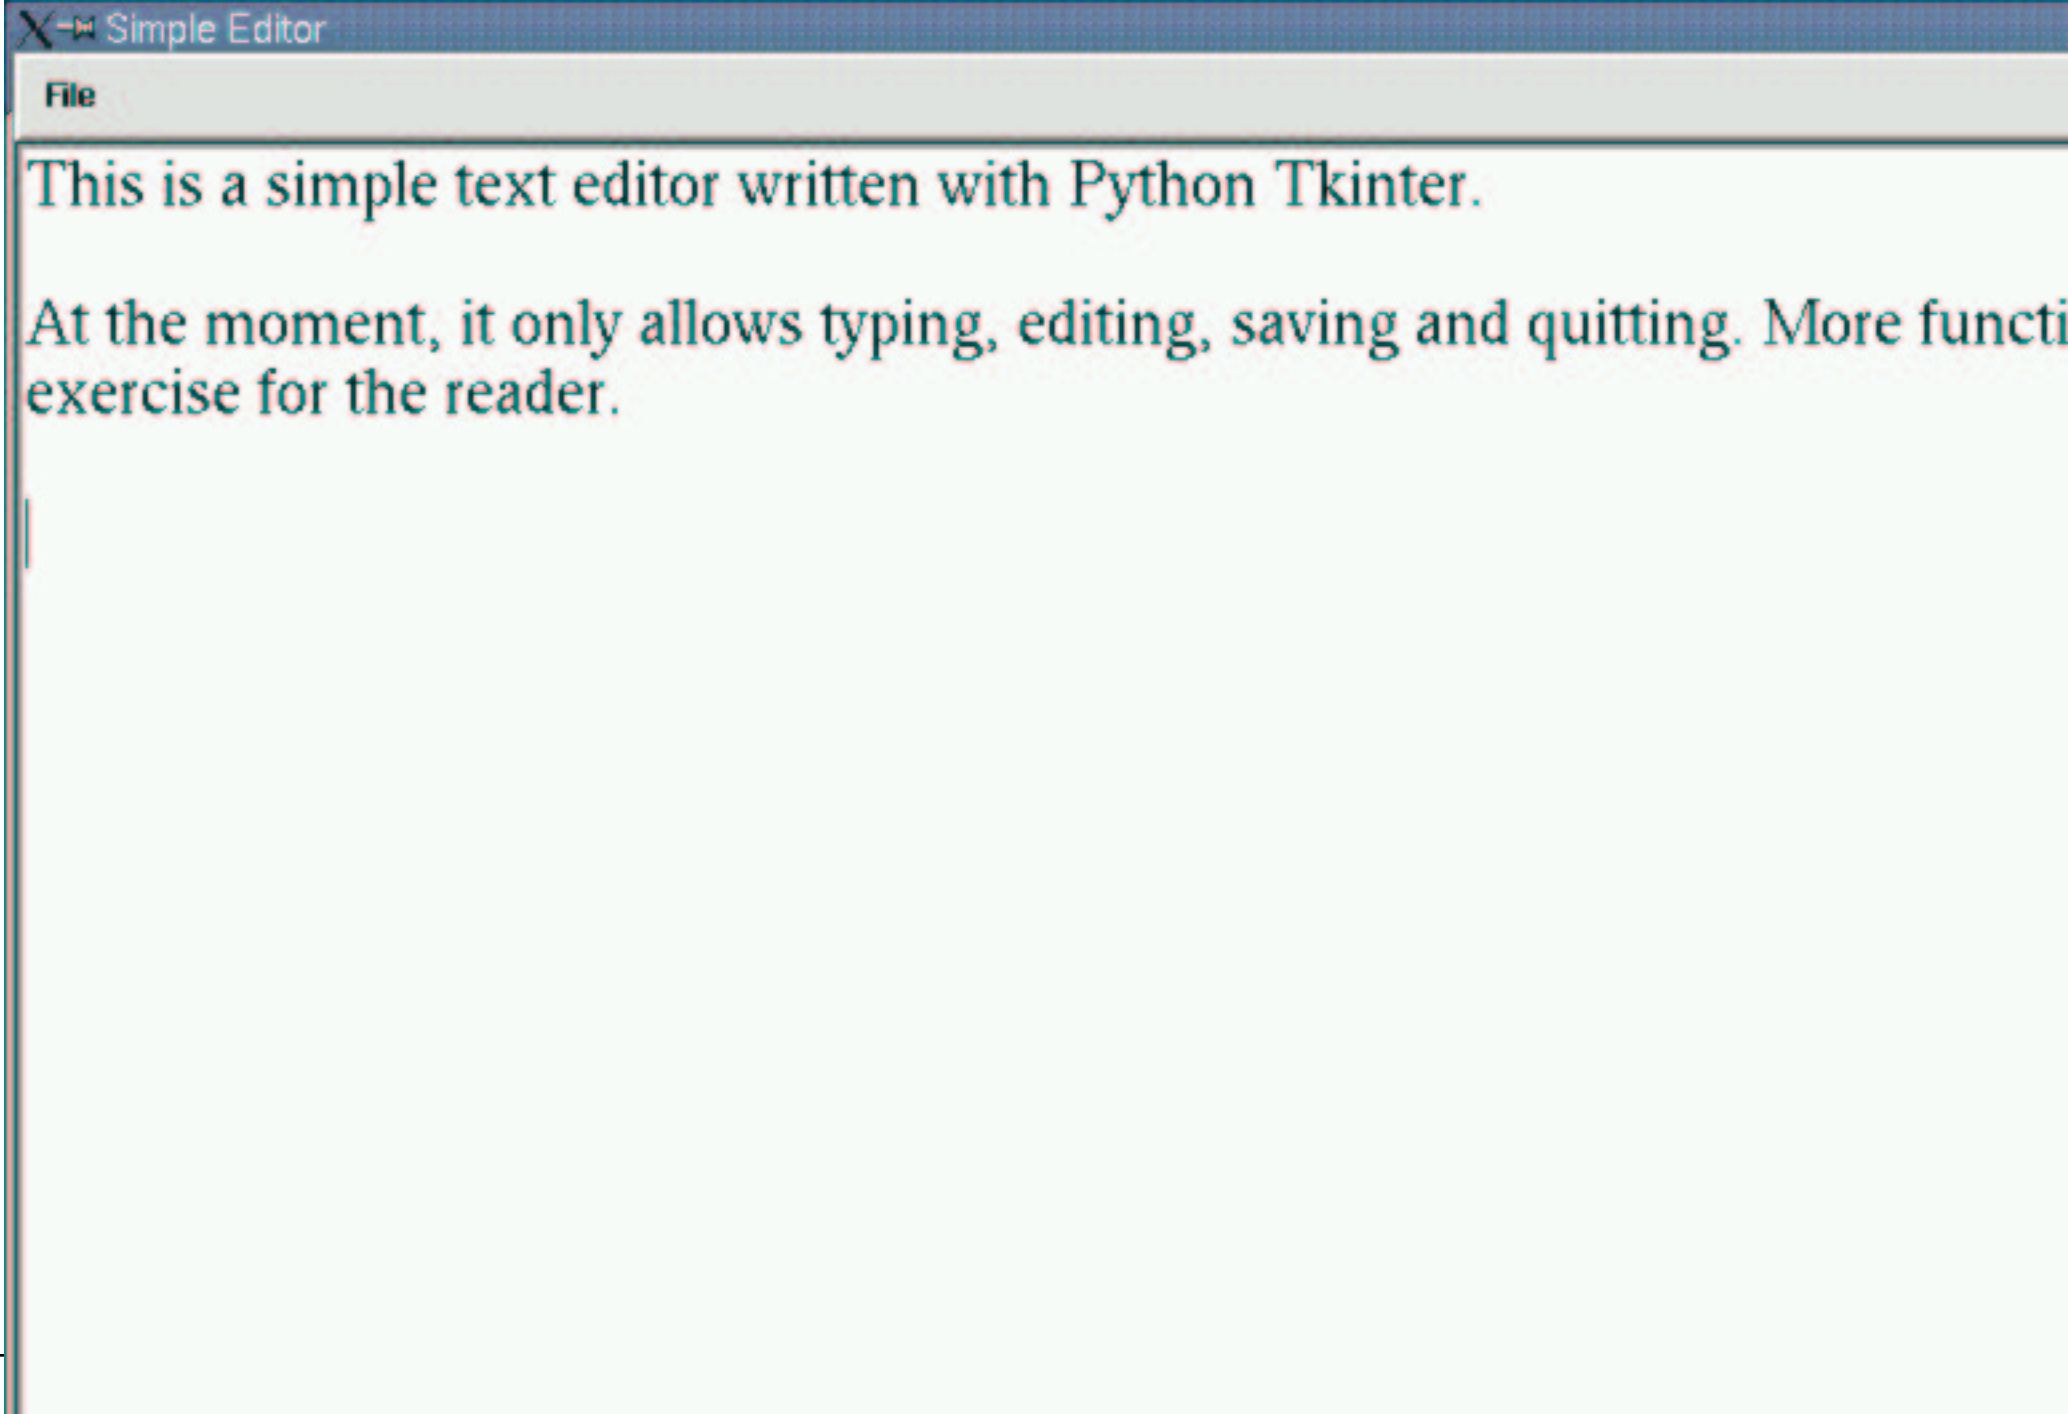 Simple Editor
File
This is a simple text editor written with Python Tkinter.
At the moment, it only allows typing, editing, saving and quitting. More
exercise for the reader.